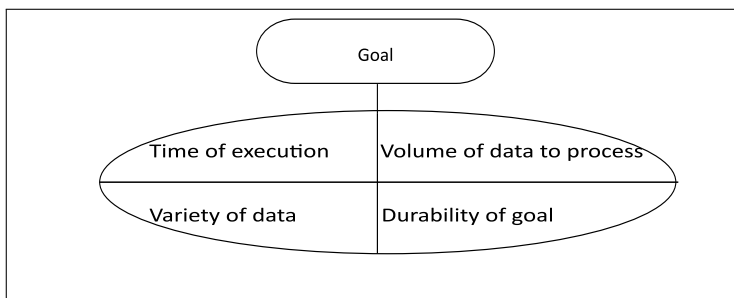 Goal
Time of execution
Volume of data to process
Variety of data
Durability of goal